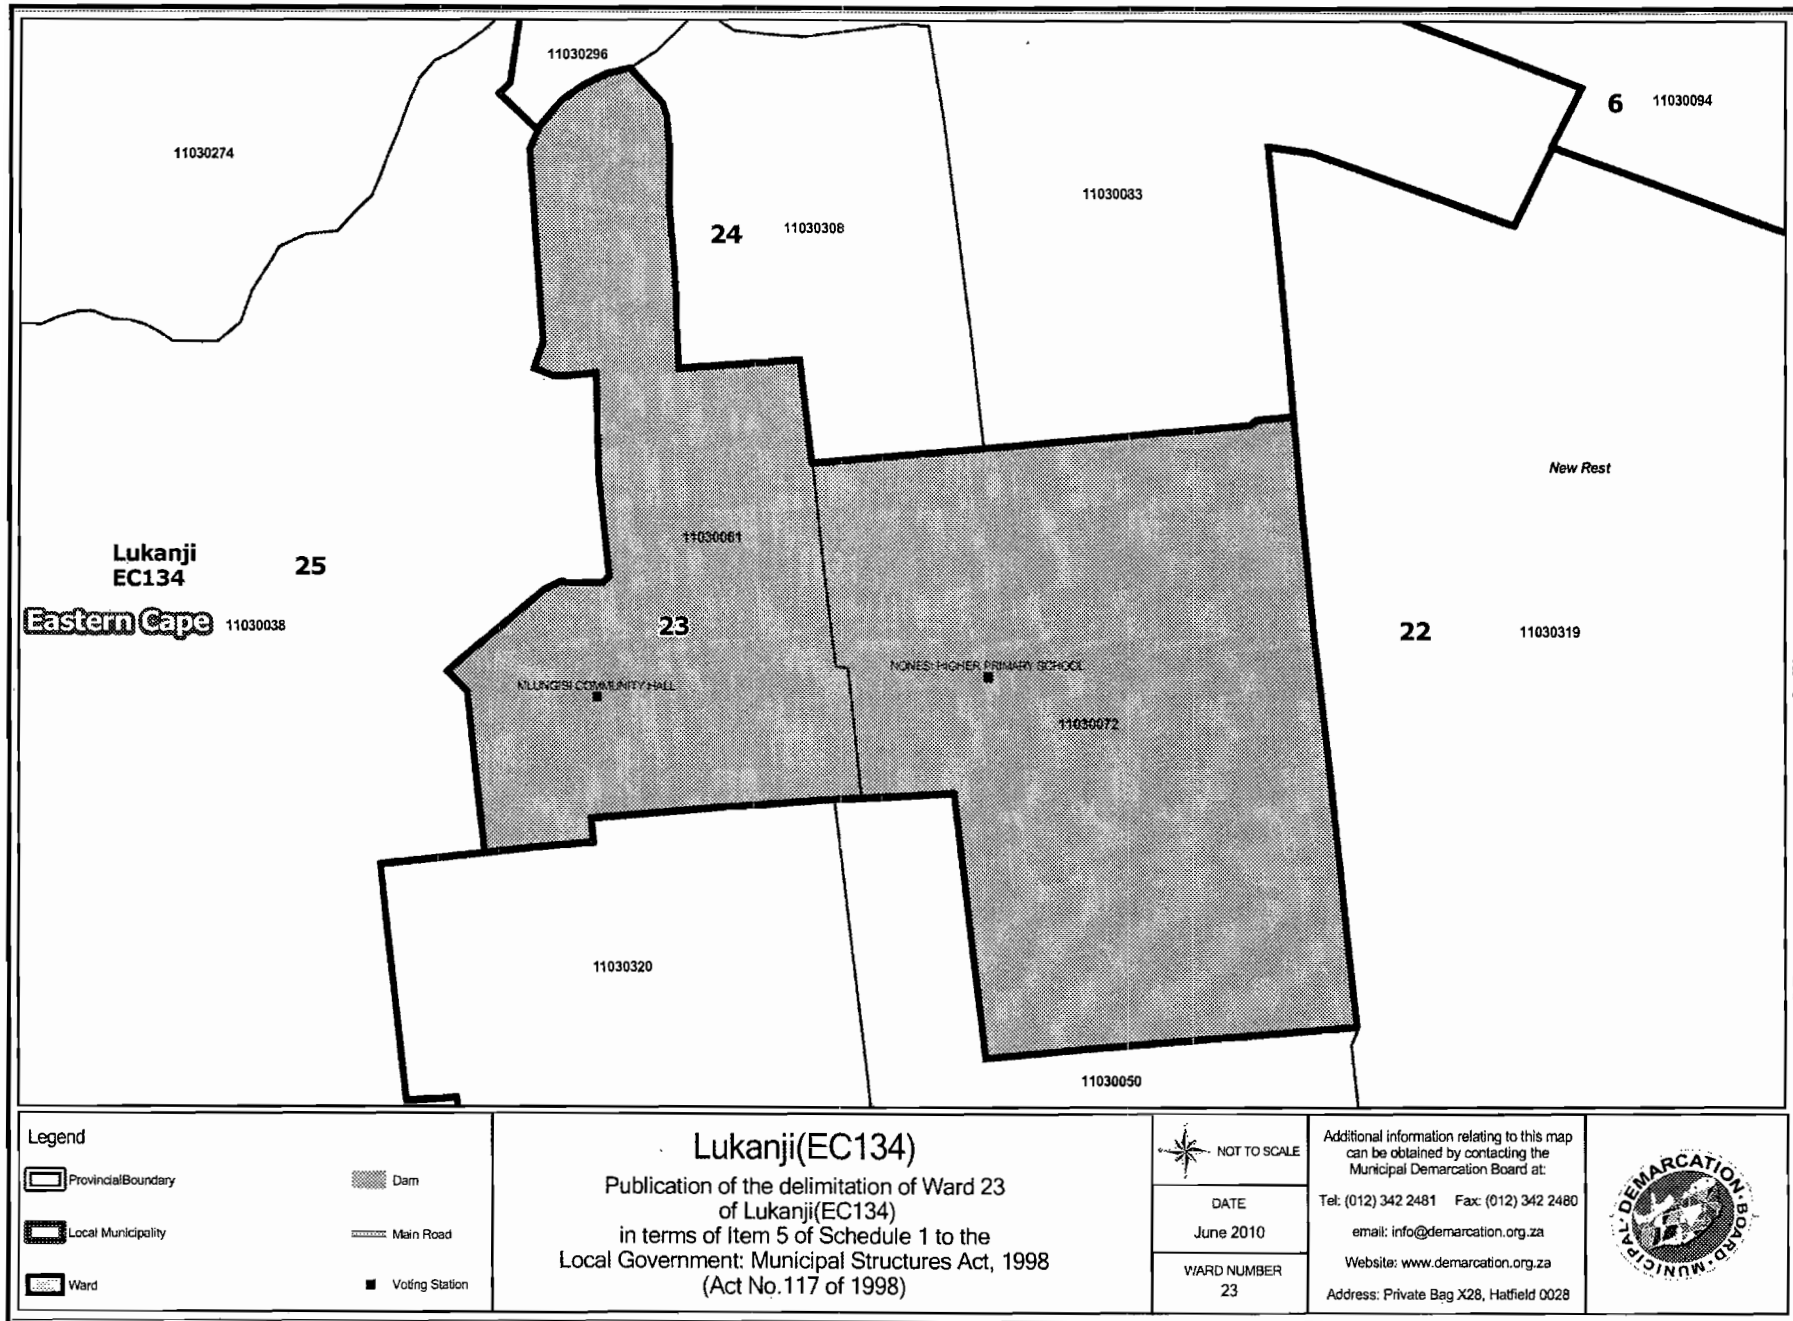 11030296
6 11030094
11030274
11030083
24 11030308
New Rest
11030061
Lukanji
EC134
25
Eastern Cape 11030038
23
22 11030319
NONESI HIGHER PRIMARY SCHOOL
MLUNGISI COMMUNITY HALL
11030072
11030320
11030050
Legend
ProvincialBoundary
Dam
Local Municipality
Main Road
Ward
Voting Station
Lukanji(EC134)
Publication of the delimitation of Ward 23
of Lukanji(EC134)
in terms of Item 5 of Schedule 1 to the
Local Government: Municipal Structures Act, 1998
(Act No.117 of 1998)
NOT TO SCALE
DATE
June 2010
WARD NUMBER
23
Additional information relating to this map
can be obtained by contacting the
Municipal Demarcation Board at:
Tel: (012) 342 2481 Fax: (012) 342 2480
email: info@demarcation.org.za
Website: www.demarcation.org.za
Address: Private Bag X28, Hatfield 0028
MUNICIPAL DEMARCATION BOARD